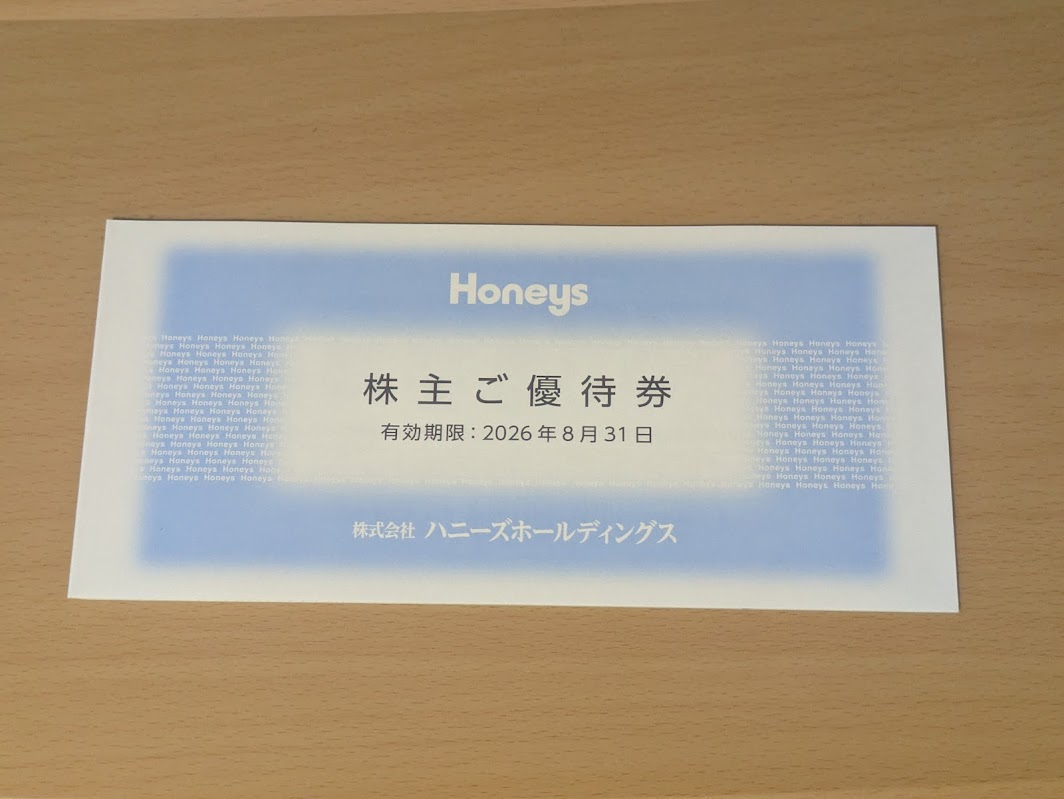 Honeys
株主ご優待券
有効期限：2026年8月31日
株式会社 ハニーズホールディングス